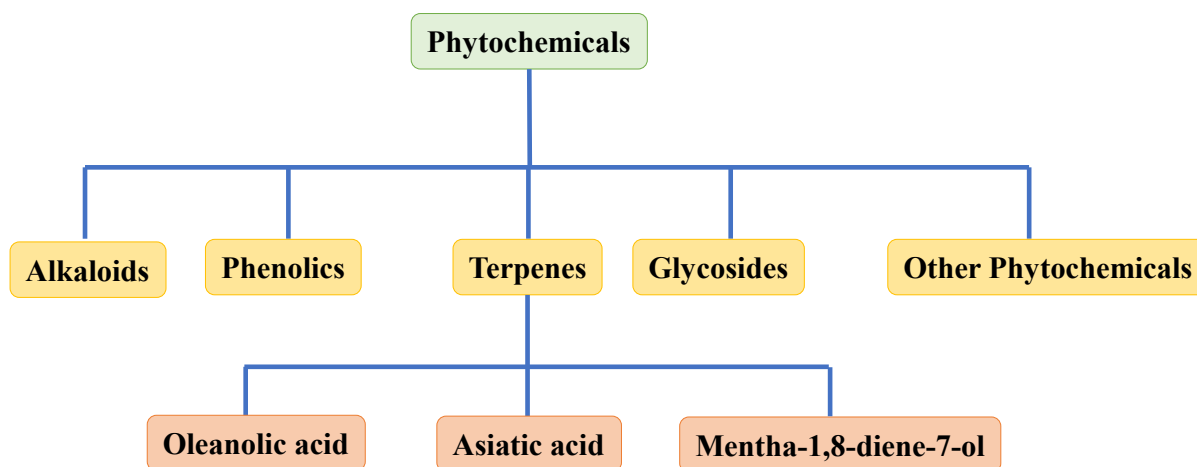 Phytochemicals
Alkaloids
Phenolics
Terpenes
Glycosides
Other Phytochemicals
Oleanolic acid
Asiatic acid
Mentha-1,8-diene-7-ol